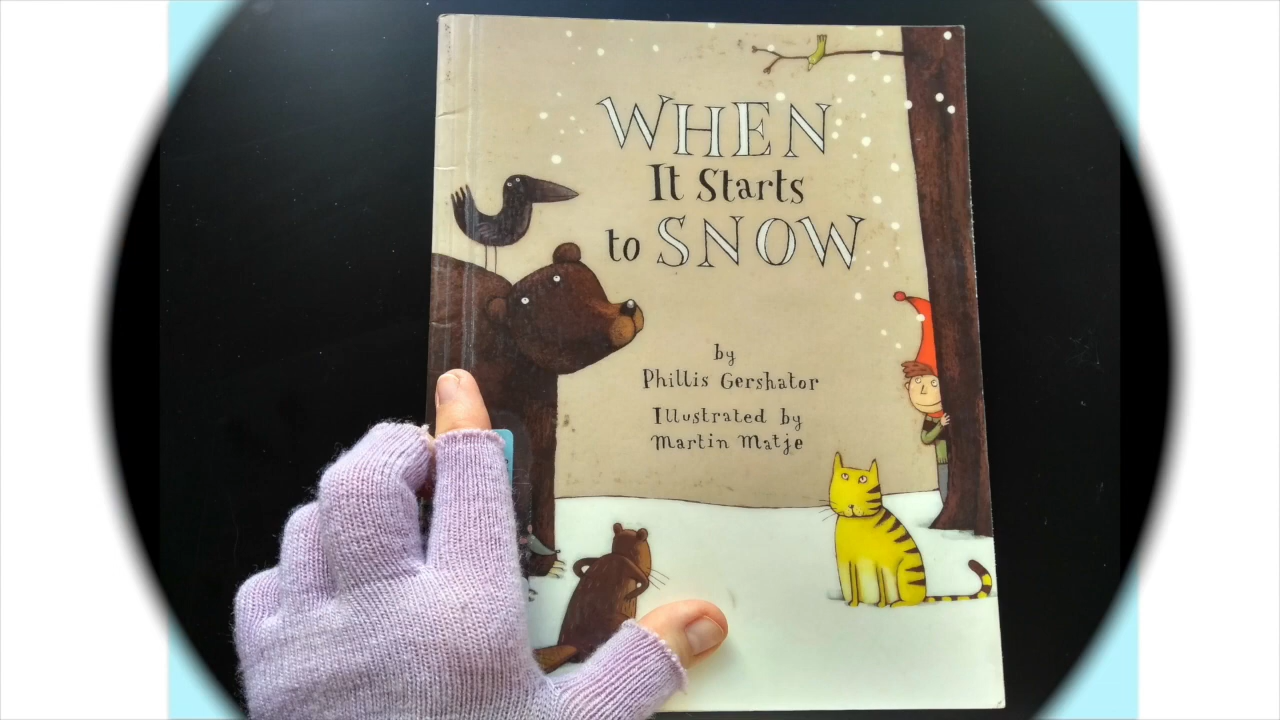 WHEN
It Starts
to SNOW
by
Phillis Gershator
Illustrated by
Martin Matje